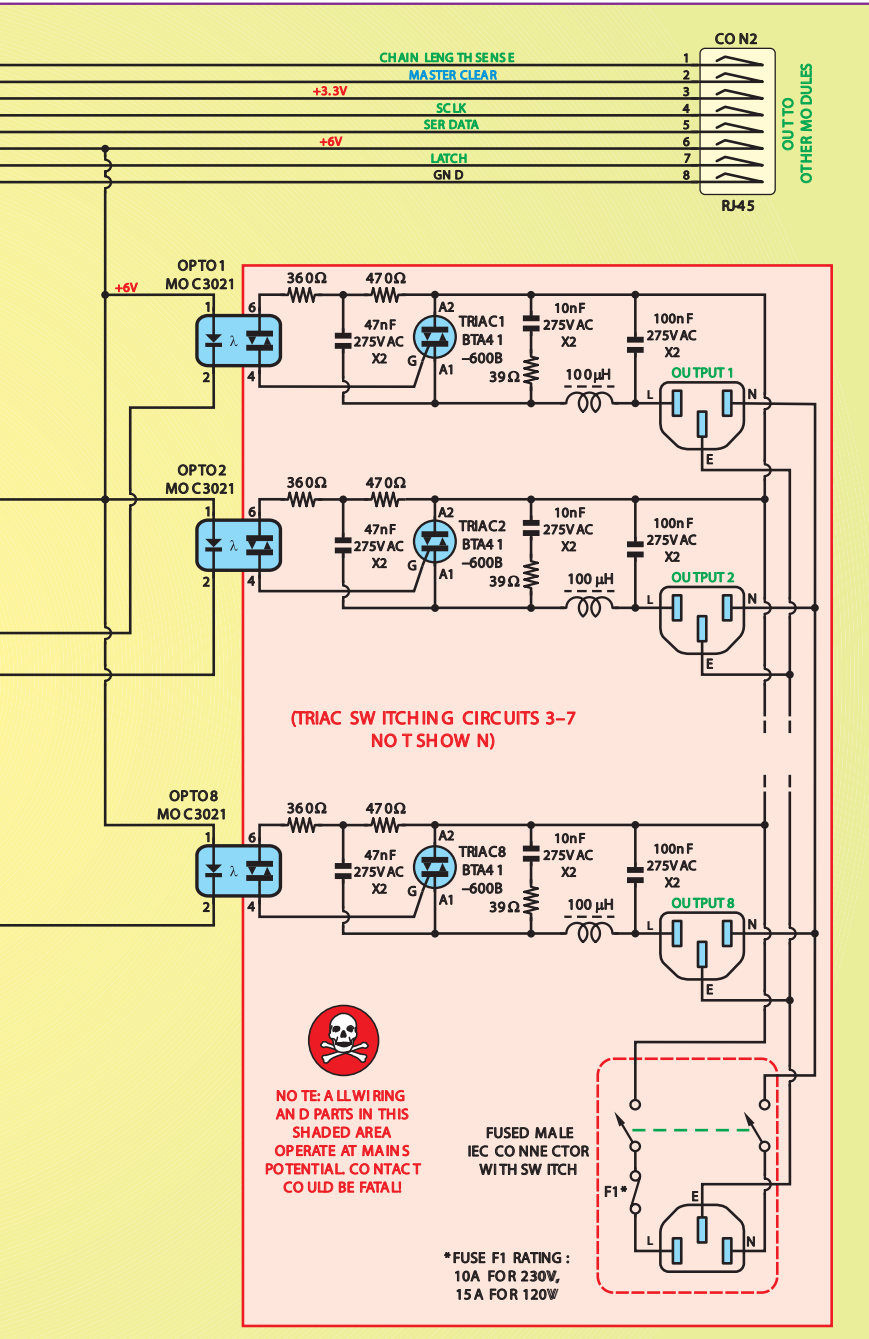 CON2
CHAIN LENGTH SENSE 1
MASTER CLEAR 2
+3.3V 3
SCLK 4
SER DATA 5
+6V 6
LATCH 7
GND 8
OUT TO
OTHER MODULES
RJ-45
OPTO1
MOC3021
+6V
1
2
λ
6
4
360Ω
470Ω
47nF
275VAC
X2
A2
G
A1
TRIAC1
BTA41
–600B
10nF
275VAC
X2
39Ω
100µH
100nF
275VAC
X2
OUTPUT 1
L
N
E
OPTO2
MOC3021
1
2
λ
6
4
360Ω
470Ω
47nF
275VAC
X2
A2
G
A1
TRIAC2
BTA41
–600B
10nF
275VAC
X2
39Ω
100µH
100nF
275VAC
X2
OUTPUT 2
L
N
E
(TRIAC SWITCHING CIRCUITS 3–7
NOT SHOWN)
OPTO8
MOC3021
1
2
λ
6
4
360Ω
470Ω
47nF
275VAC
X2
A2
G
A1
TRIAC8
BTA41
–600B
10nF
275VAC
X2
39Ω
100µH
100nF
275VAC
X2
OUTPUT 8
L
N
E
NOTE: ALL WIRING
AND PARTS IN THIS
SHADED AREA
OPERATE AT MAINS
POTENTIAL. CONTACT
COULD BE FATAL!
FUSED MALE
IEC CONNECTOR
WITH SWITCH
F1*
E
L
N
*FUSE F1 RATING:
10A FOR 230V,
15A FOR 120V